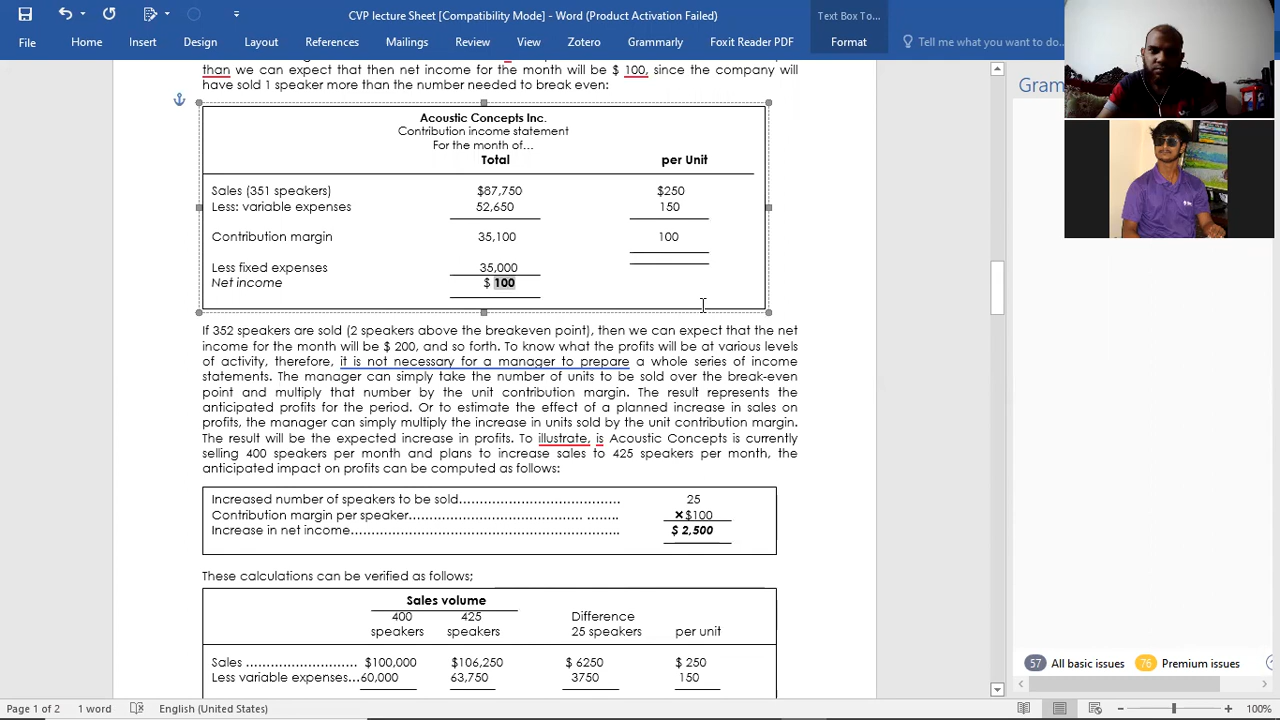 CVP lecture Sheet [Compatibility Mode] - Word (Product Activation Failed)
Text Box To...
File Home Insert Design Layout References Mailings Review View Zotero Grammarly Foxit Reader PDF Format Tell me what you want to do...
than we can expect that then net income for the month will be $ 100, since the company will
have sold 1 speaker more than the number needed to break even:
Acoustic Concepts Inc.
Contribution income statement
For the month of...
Total per Unit
Sales (351 speakers) $87,750 $250
Less: variable expenses 52,650 150
Contribution margin 35,100 100
Less fixed expenses 35,000
Net income $ 100
If 352 speakers are sold (2 speakers above the breakeven point), then we can expect that the net
income for the month will be $ 200, and so forth. To know what the profits will be at various levels
of activity, therefore, it is not necessary for a manager to prepare a whole series of income
statements. The manager can simply take the number of units to be sold over the break-even
point and multiply that number by the unit contribution margin. The result represents the
anticipated profits for the period. Or to estimate the effect of a planned increase in sales on
profits, the manager can simply multiply the increase in units sold by the unit contribution margin.
The result will be the expected increase in profits. To illustrate, is Acoustic Concepts is currently
selling 400 speakers per month and plans to increase sales to 425 speakers per month, the
anticipated impact on profits can be computed as follows:
Increased number of speakers to be sold……………………………… 25
Contribution margin per speaker……………………………… …….. ×$100
Increase in net income…………………………………………………….. $ 2,500
These calculations can be verified as follows;
Sales volume
400 425 Difference
speakers speakers 25 speakers per unit
Sales ……………………… $100,000 $106,250 $ 6250 $ 250
Less variable expenses…60,000 63,750 3750 150
Gram
57 All basic issues 76 Premium issues
Page 1 of 2 1 word English (United States) 100%